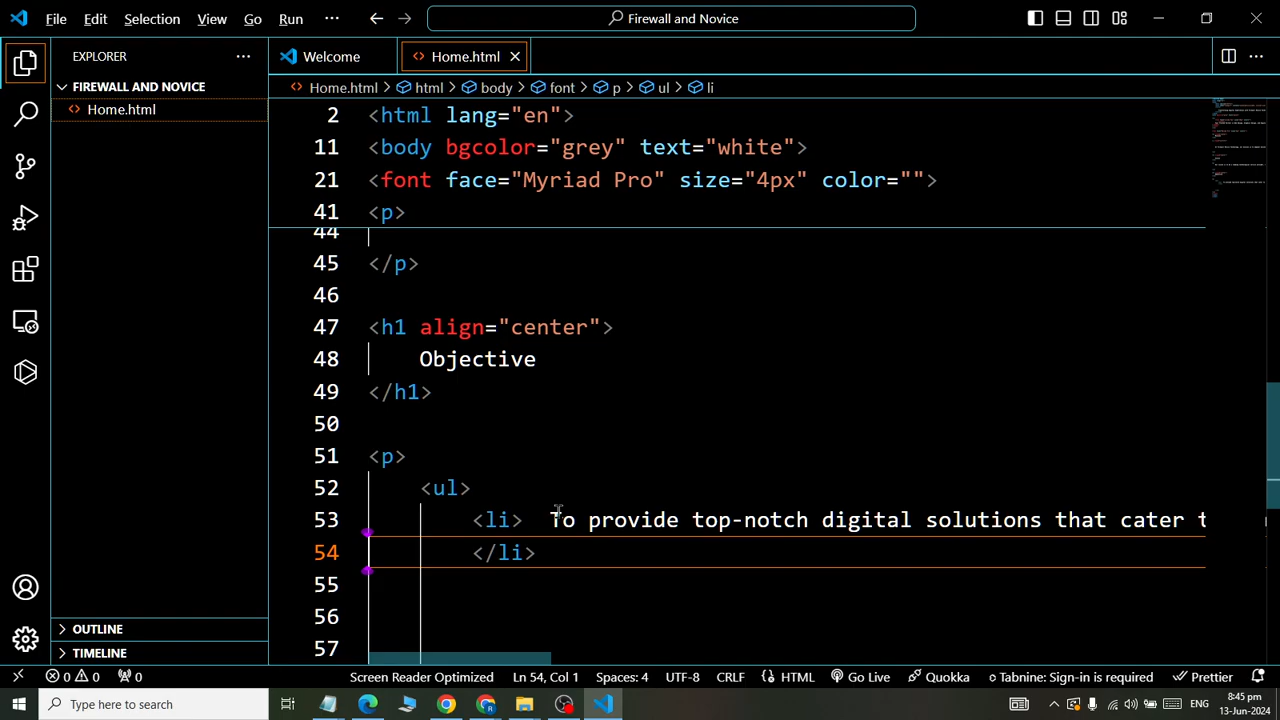 File Edit Selection View Go Run ··· Firewall and Novice
EXPLORER ··· Welcome Home.html
FIREWALL AND NOVICE
Home.html
Home.html > html > body > font > p > ul > li
2 <html lang="en">
11 <body bgcolor="grey" text="white">
21 <font face="Myriad Pro" size="4px" color="">
41 <p>
44
45 </p>
46
47 <h1 align="center">
48 Objective
49 </h1>
50
51 <p>
52 <ul>
53 <li> To provide top-notch digital solutions that cater t
54 </li>
55
56
57
OUTLINE
TIMELINE
0 0 0 Screen Reader Optimized Ln 54, Col 1 Spaces: 4 UTF-8 CRLF {} HTML Go Live Quokka Tabnine: Sign-in is required Prettier
Type here to search ENG 8:45 pm
13-Jun-2024